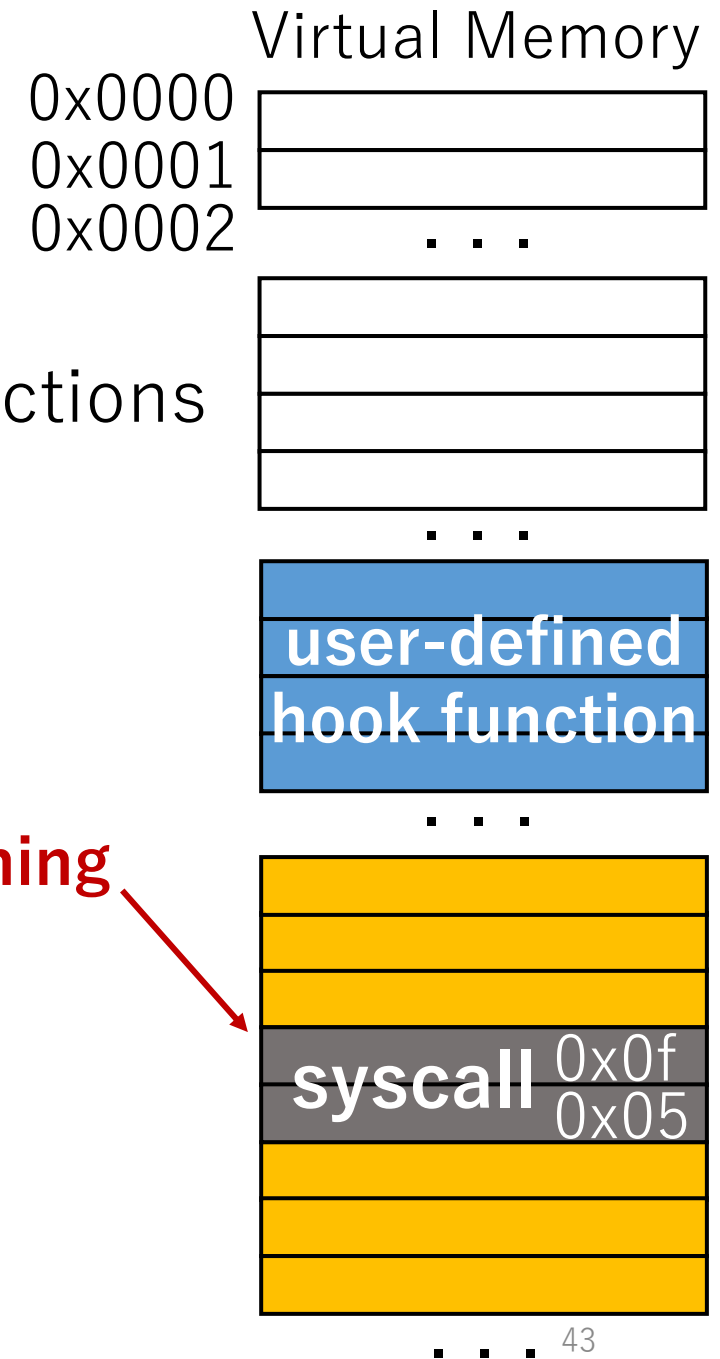 Virtual Memory
0x0000
0x0001
0x0002
. . .
ctions
. . .
user-defined
hook function
. . .
ning
syscall 0x0f
0x05
. . .
43